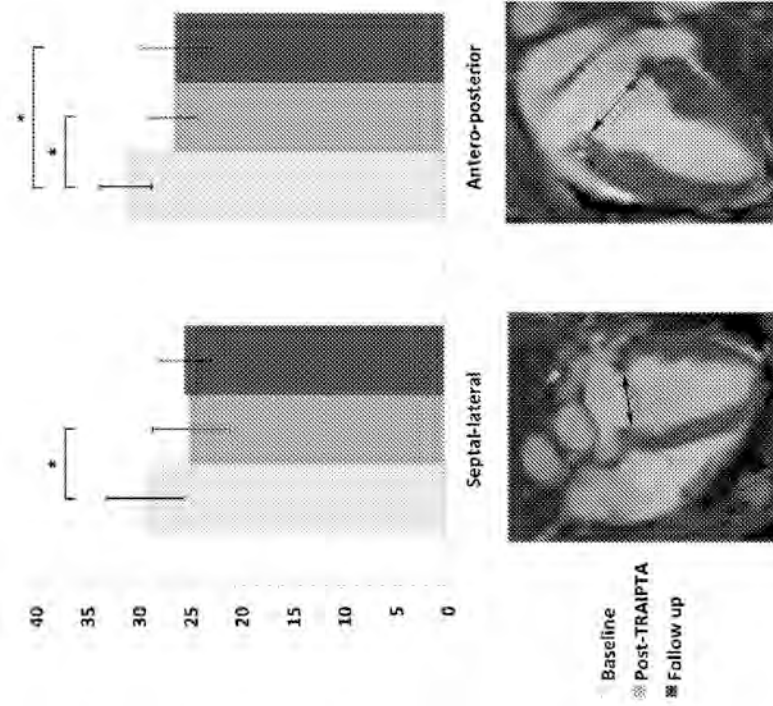 *
*
*
40
35
30
25
20
15
10
5
0
Septal-lateral
Antero-posterior
Baseline
Post-TRAIPTA
Follow up